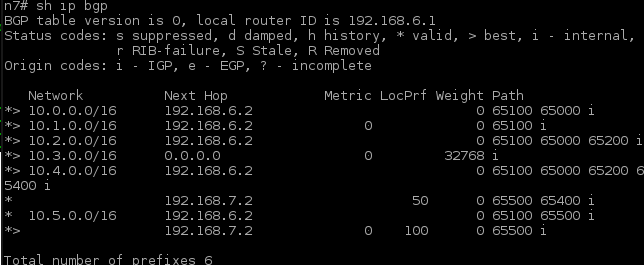 n7# sh ip bgp
BGP table version is 0, local router ID is 192.168.6.1
Status codes: s suppressed, d damped, h history, * valid, > best, i - internal,
              r RIB-failure, S Stale, R Removed
Origin codes: i - IGP, e - EGP, ? - incomplete

   Network          Next Hop            Metric LocPrf Weight Path
*> 10.0.0.0/16      192.168.6.2                            0 65100 65000 i
*> 10.1.0.0/16      192.168.6.2              0             0 65100 i
*> 10.2.0.0/16      192.168.6.2                            0 65100 65000 65200 i
*> 10.3.0.0/16      0.0.0.0                  0         32768 i
*> 10.4.0.0/16      192.168.6.2                            0 65100 65000 65200 6
5400 i
*                   192.168.7.2                    50      0 65500 65400 i
*  10.5.0.0/16      192.168.6.2                            0 65100 65500 i
*>                  192.168.7.2              0    100      0 65500 i

Total number of prefixes 6